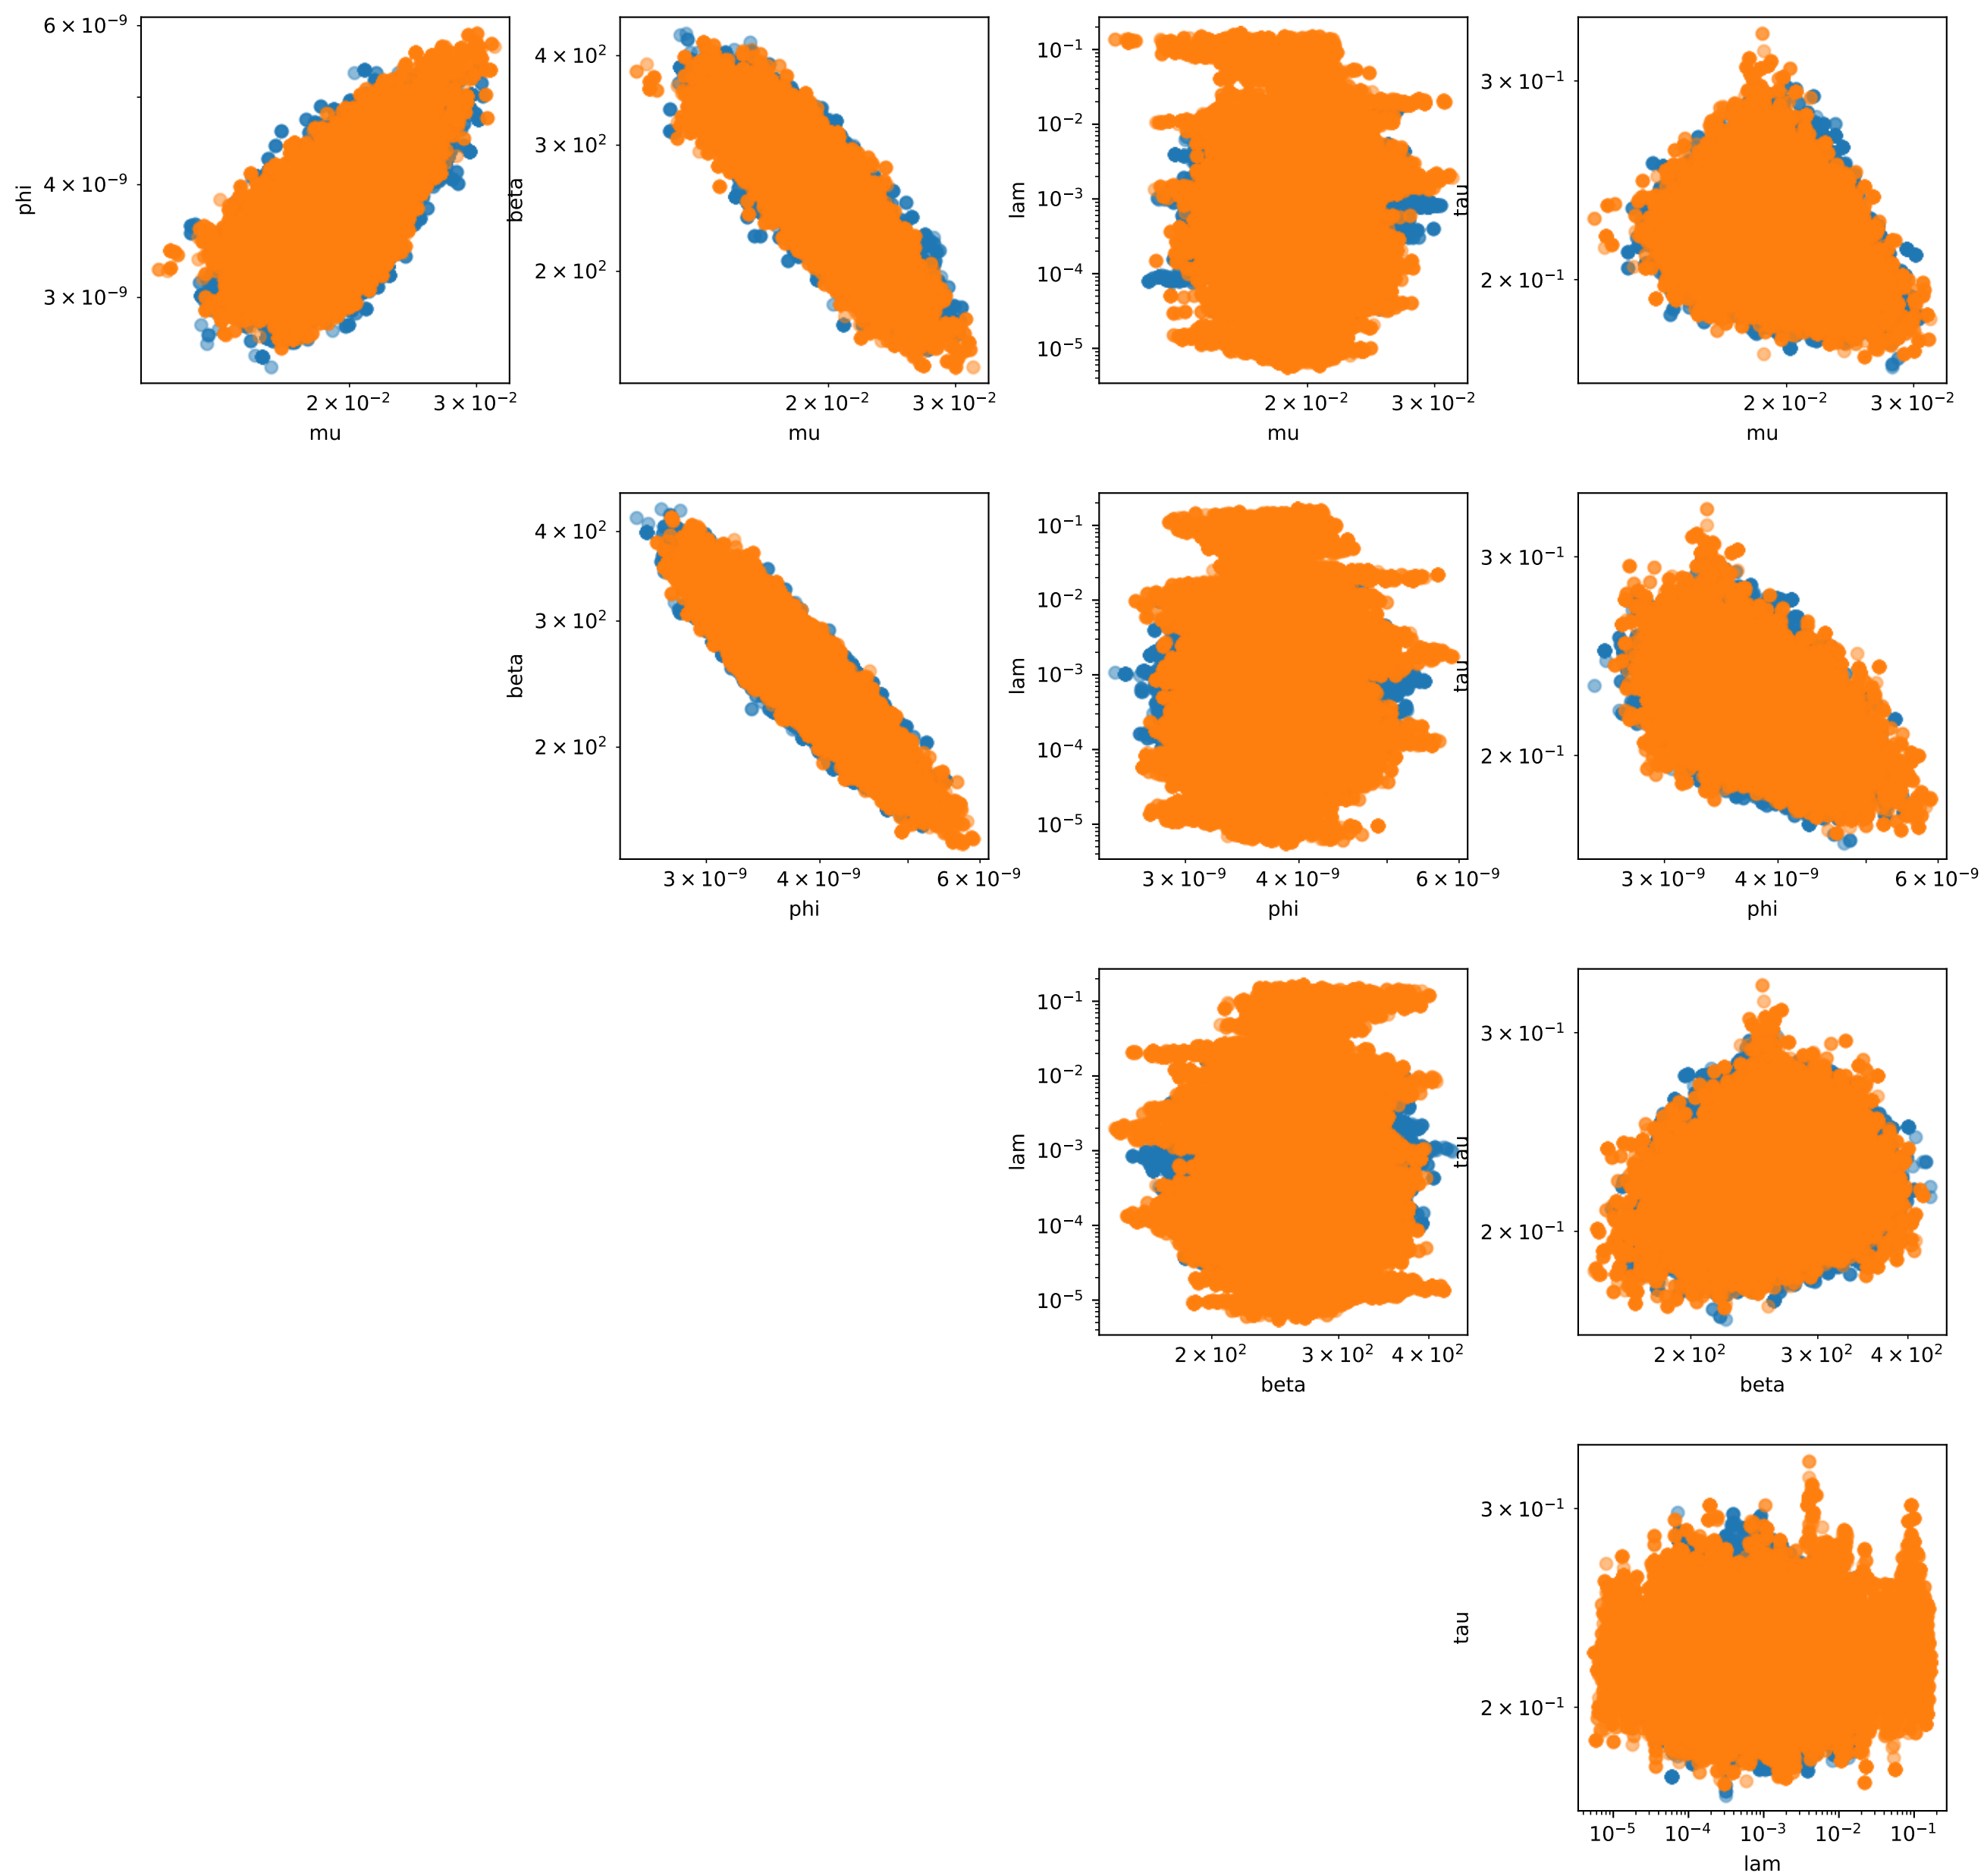 6 × 10⁻⁹
4 × 10⁻⁹
3 × 10⁻⁹
phi
2 × 10⁻² 3 × 10⁻²
mu
4 × 10²
3 × 10²
2 × 10²
beta
2 × 10⁻² 3 × 10⁻²
mu
10⁻¹
10⁻²
10⁻³
10⁻⁴
10⁻⁵
lam
2 × 10⁻² 3 × 10⁻²
mu
3 × 10⁻¹
2 × 10⁻¹
tau
2 × 10⁻² 3 × 10⁻²
mu
4 × 10²
3 × 10²
2 × 10²
beta
3 × 10⁻⁹ 4 × 10⁻⁹ 6 × 10⁻⁹
phi
10⁻¹
10⁻²
10⁻³
10⁻⁴
10⁻⁵
lam
3 × 10⁻⁹ 4 × 10⁻⁹ 6 × 10⁻⁹
phi
3 × 10⁻¹
2 × 10⁻¹
tau
3 × 10⁻⁹ 4 × 10⁻⁹ 6 × 10⁻⁹
phi
10⁻¹
10⁻²
10⁻³
10⁻⁴
10⁻⁵
lam
2 × 10² 3 × 10² 4 × 10²
beta
3 × 10⁻¹
2 × 10⁻¹
tau
2 × 10² 3 × 10² 4 × 10²
beta
3 × 10⁻¹
2 × 10⁻¹
tau
10⁻⁵ 10⁻⁴ 10⁻³ 10⁻² 10⁻¹
lam